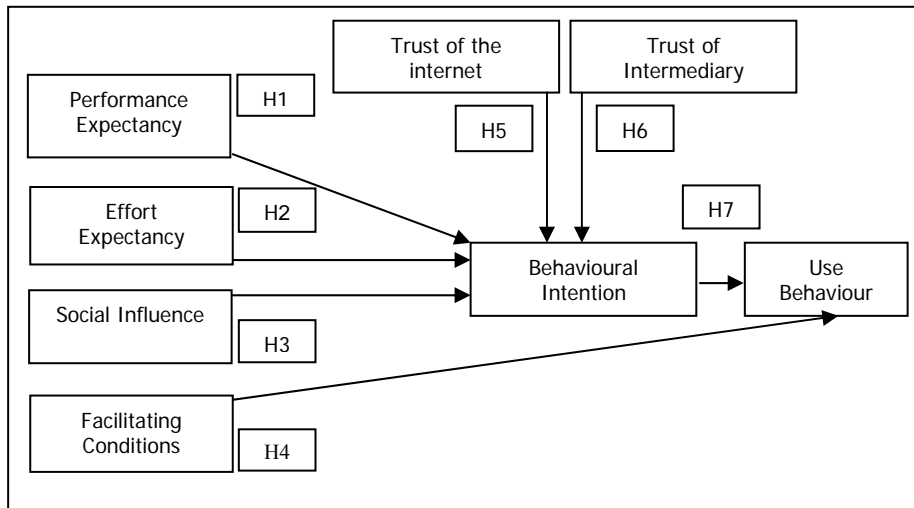 Trust of the
internet
Trust of
Intermediary
Performance
Expectancy
H1
H5
H6
Effort
Expectancy
H2
H7
Behavioural
Intention
Use
Behaviour
Social Influence
H3
Facilitating
Conditions
H4